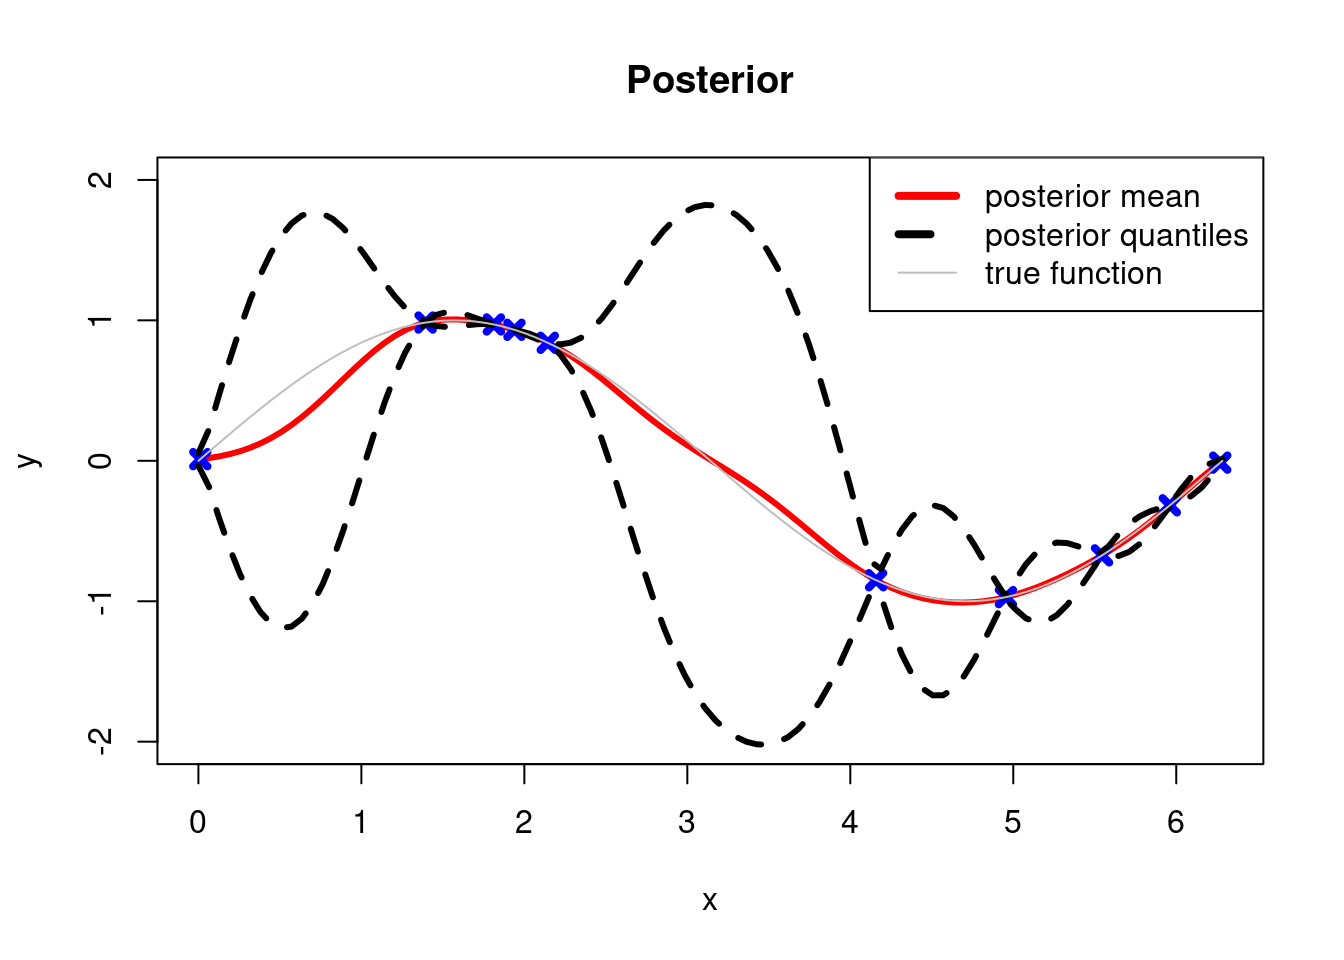 Posterior
posterior mean
posterior quantiles
true function
2
1
0
-1
-2
y
0 1 2 3 4 5 6
x